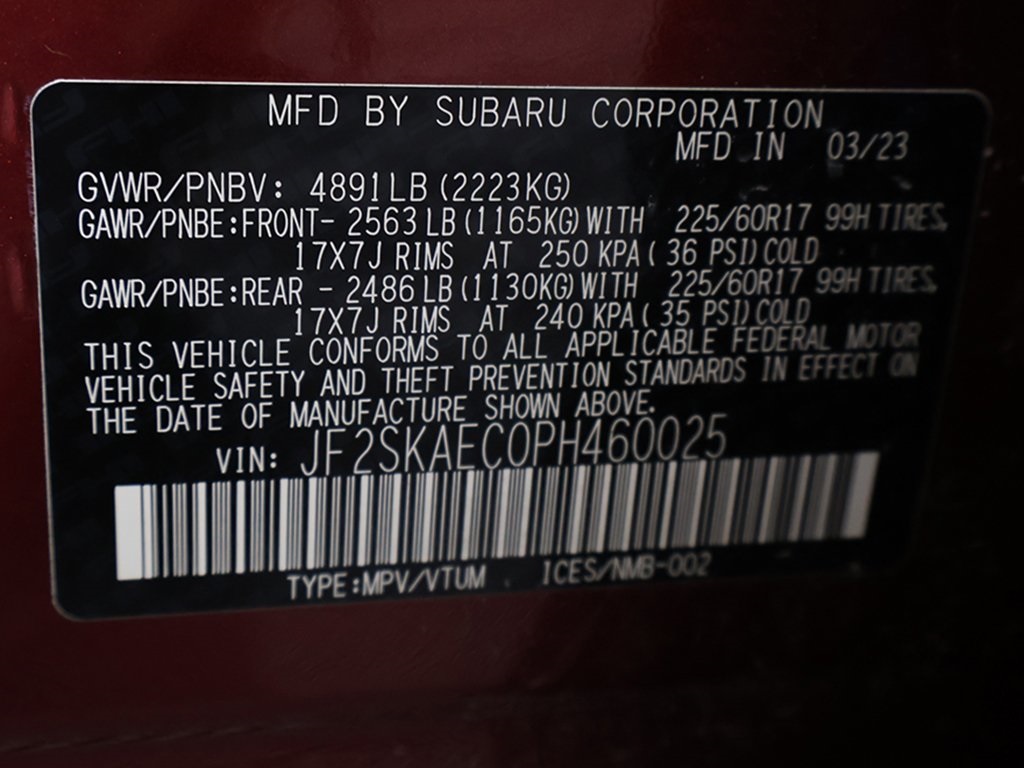 MFD BY SUBARU CORPORATION
MFD IN 03/23
GVWR/PNBV: 4891LB (2223KG)
GAWR/PNBE:FRONT- 2563 LB (1165KG) WITH 225/60R17 99H TIRES,
17X7J RIMS AT 250 KPA ( 36 PSI) COLD
GAWR/PNBE:REAR - 2486 LB (1130KG) WITH 225/60R17 99H TIRES,
17X7J RIMS AT 240 KPA ( 35 PSI) COLD
THIS VEHICLE CONFORMS TO ALL APPLICABLE FEDERAL MOTOR
VEHICLE SAFETY AND THEFT PREVENTION STANDARDS IN EFFECT ON
THE DATE OF MANUFACTURE SHOWN ABOVE.
VIN: JF2SKAEC0PH460025
TYPE:MPV/VTUM ICES/NMB-002